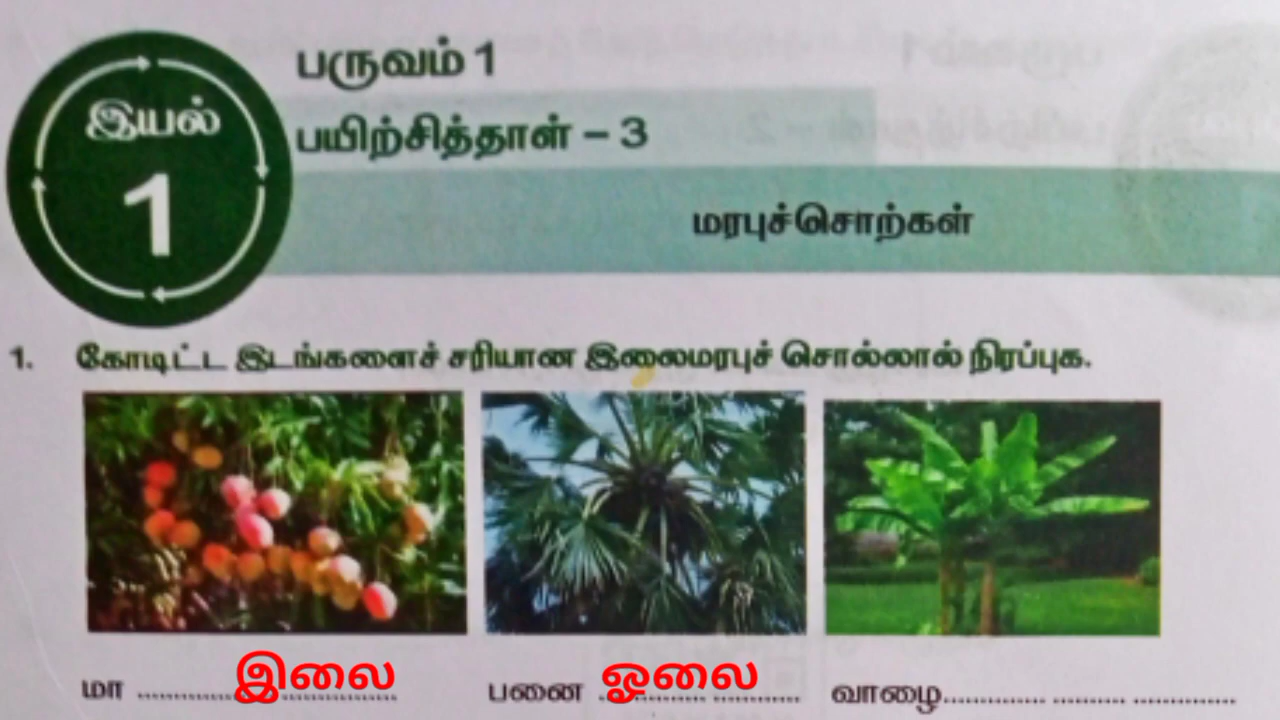 பருவம் 1
இயல்
1
பயிற்சித்தாள் – 3
மரபுச்சொற்கள்
1. கோடிட்ட இடங்களைச் சரியான இலைமரபுச் சொல்லால் நிரப்புக.
மா .......இலை....... பனை .......ஓலை....... வாழை..............................